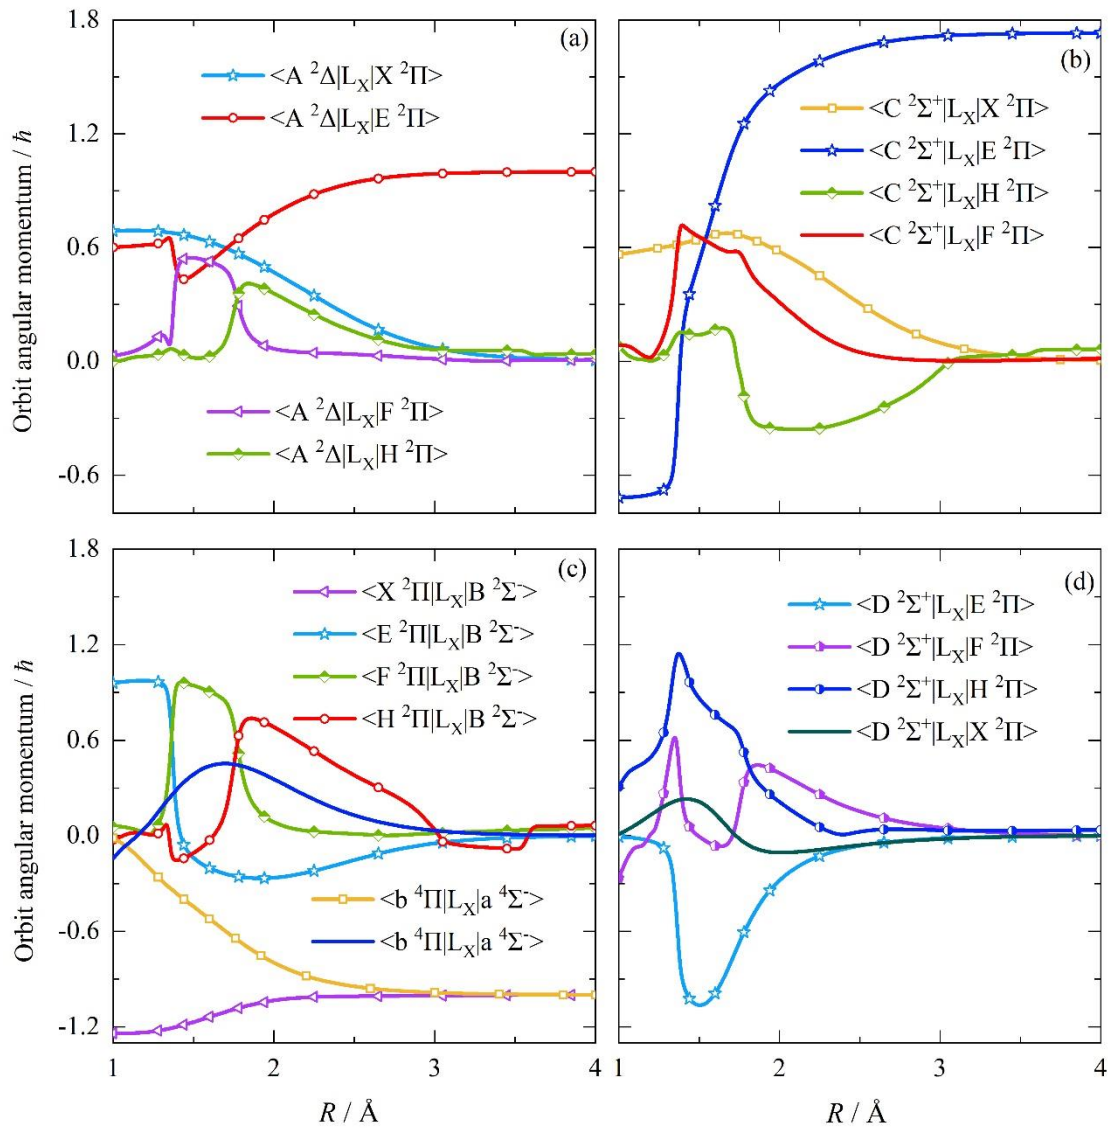 1.8
1.2
0.6
0.0
-0.6
Orbit angular momentum / ħ
(a)
<A ²Δ|L_X|X ²Π>
<A ²Δ|L_X|E ²Π>
<A ²Δ|L_X|F ²Π>
<A ²Δ|L_X|H ²Π>
(b)
<C ²Σ⁺|L_X|X ²Π>
<C ²Σ⁺|L_X|E ²Π>
<C ²Σ⁺|L_X|H ²Π>
<C ²Σ⁺|L_X|F ²Π>
1.8
1.2
0.6
0.0
-0.6
-1.2
Orbit angular momentum / ħ
(c)
<X ²Π|L_X|B ²Σ⁻>
<E ²Π|L_X|B ²Σ⁻>
<F ²Π|L_X|B ²Σ⁻>
<H ²Π|L_X|B ²Σ⁻>
<b ⁴Π|L_X|a ⁴Σ⁻>
<b ⁴Π|L_X|a ⁴Σ⁻>
1 2 3 4
R / Å
(d)
<D ²Σ⁺|L_X|E ²Π>
<D ²Σ⁺|L_X|F ²Π>
<D ²Σ⁺|L_X|H ²Π>
<D ²Σ⁺|L_X|X ²Π>
1 2 3 4
R / Å